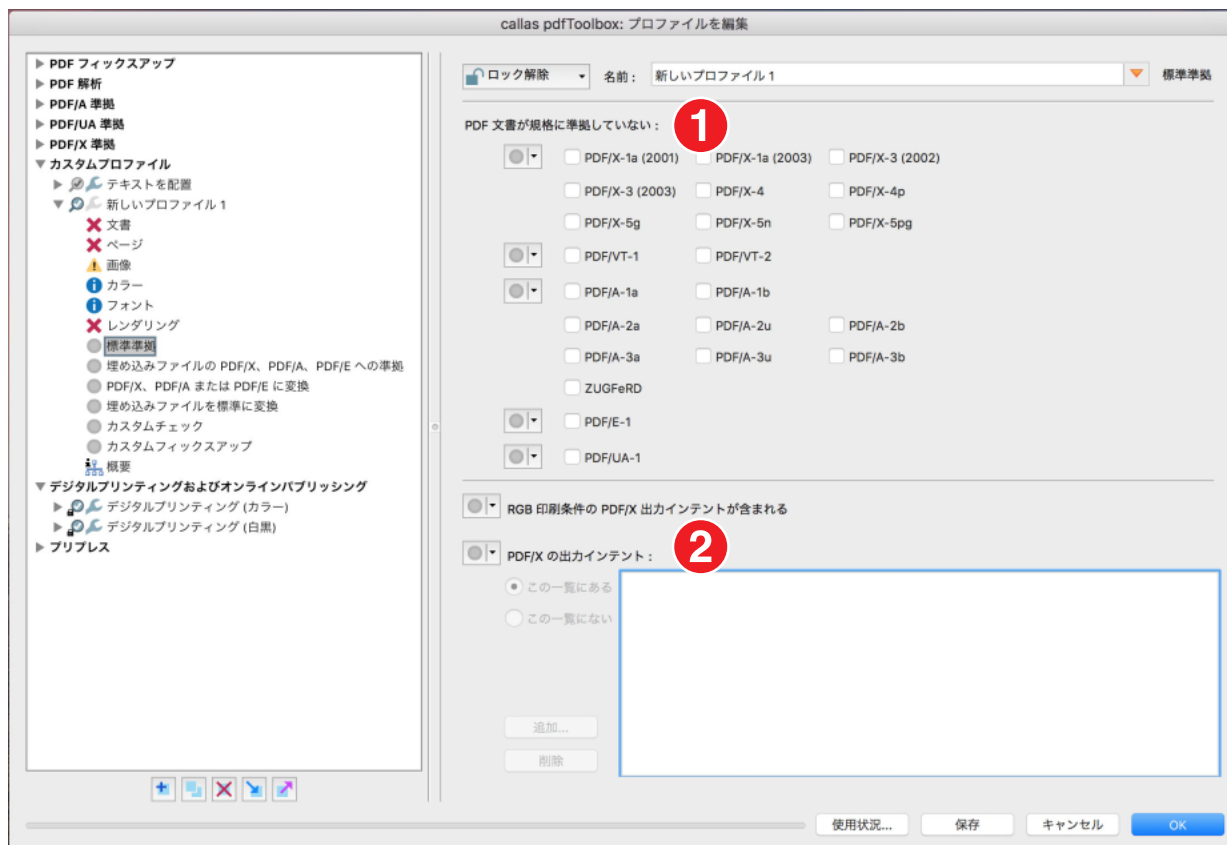 callas pdfToolbox: プロファイルを編集
PDF フィックスアップ
PDF 解析
PDF/A 準拠
PDF/UA 準拠
PDF/X 準拠
カスタムプロファイル
テキストを配置
新しいプロファイル 1
文書
ページ
画像
カラー
フォント
レンダリング
標準準拠
埋め込みファイルの PDF/X、PDF/A、PDF/E への準拠
PDF/X、PDF/A または PDF/E に変換
埋め込みファイルを標準に変換
カスタムチェック
カスタムフィックスアップ
概要
デジタルプリンティングおよびオンラインパブリッシング
デジタルプリンティング (カラー)
デジタルプリンティング (白黒)
プリプレス
ロック解除 名前： 新しいプロファイル 1 標準準拠
PDF 文書が規格に準拠していない： 1
PDF/X-1a (2001) PDF/X-1a (2003) PDF/X-3 (2002)
PDF/X-3 (2003) PDF/X-4 PDF/X-4p
PDF/X-5g PDF/X-5n PDF/X-5pg
PDF/VT-1 PDF/VT-2
PDF/A-1a PDF/A-1b
PDF/A-2a PDF/A-2u PDF/A-2b
PDF/A-3a PDF/A-3u PDF/A-3b
ZUGFeRD
PDF/E-1
PDF/UA-1
RGB 印刷条件の PDF/X 出力インテントが含まれる
PDF/X の出力インテント： 2
この一覧にある
この一覧にない
追加...
削除
使用状況... 保存 キャンセル OK